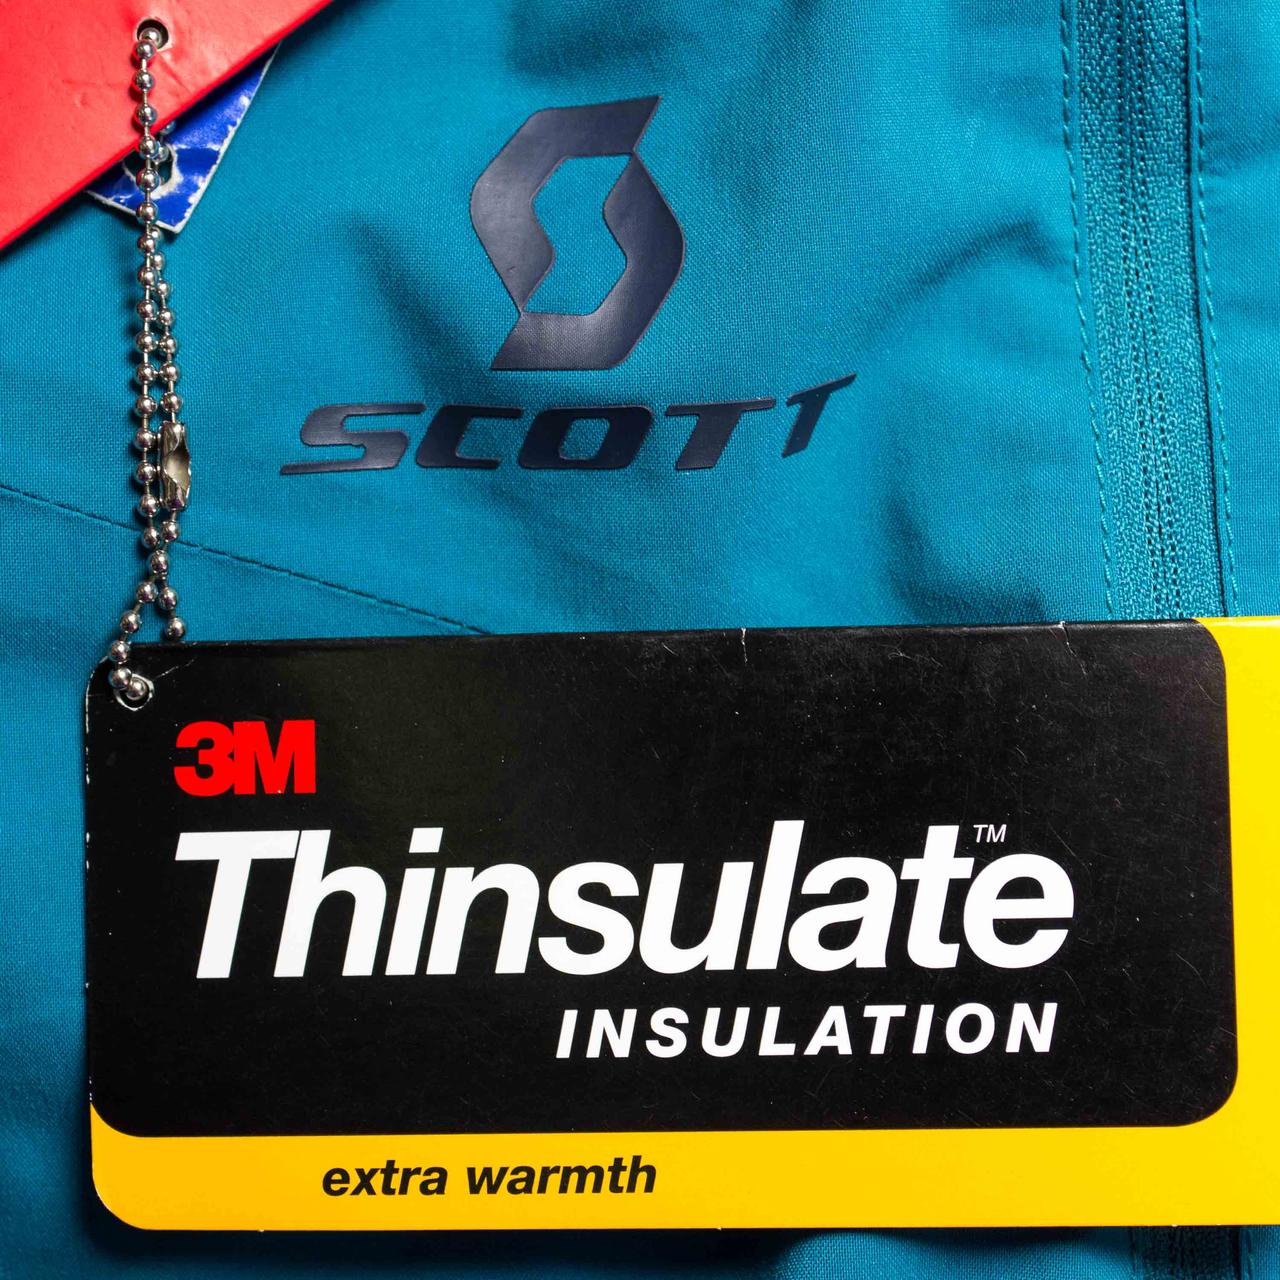 SCOTT
3M
Thinsulate™
INSULATION
extra warmth